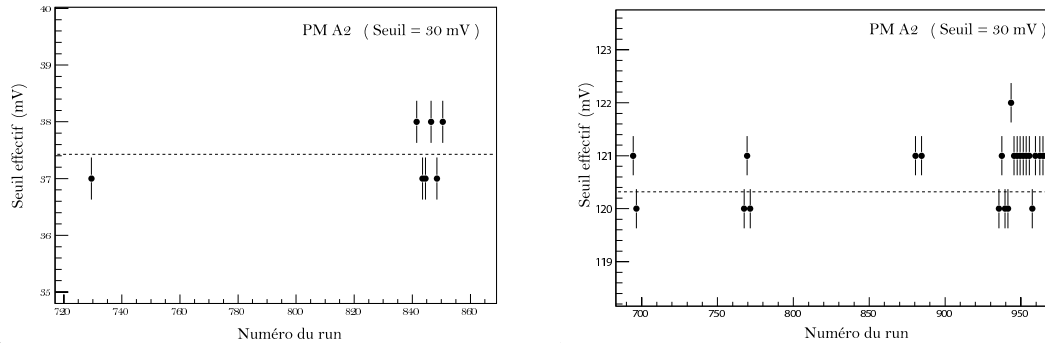 PM A2 ( Seuil = 30 mV )
Seuil effectif (mV)
40
39
38
37
36
35
720 740 760 780 800 820 840 860
Numéro du run
PM A2 ( Seuil = 30 mV)
Seuil effectif (mV)
123
122
121
120
119
700 750 800 850 900 950
Numéro du run